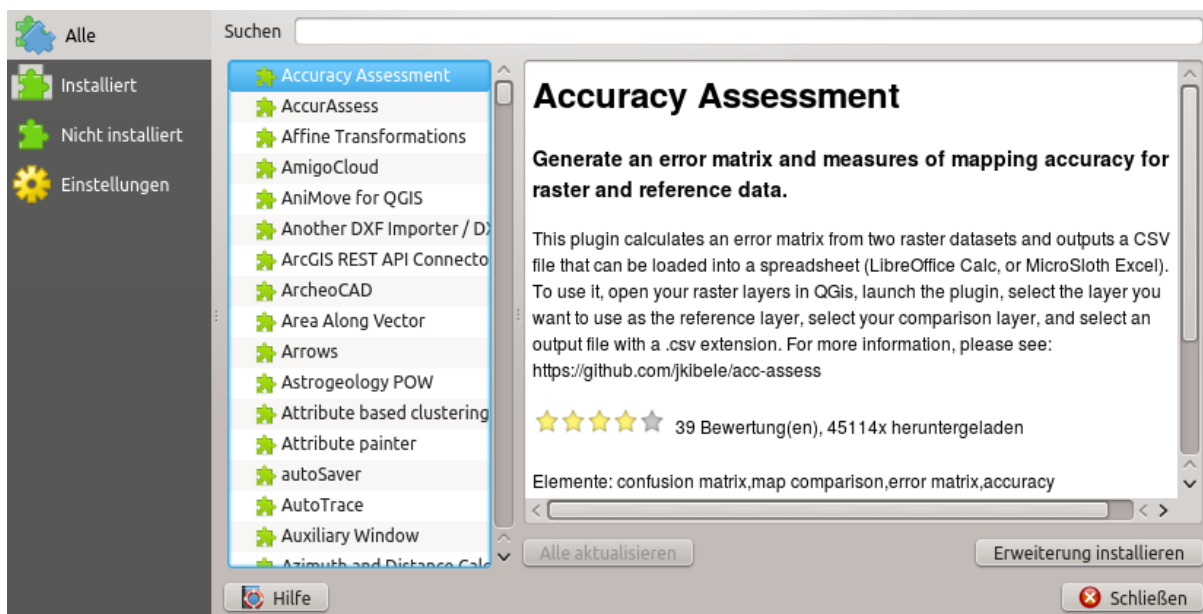 Alle
Installiert
Nicht installiert
Einstellungen
Suchen
Accuracy Assessment
AccurAssess
Affine Transformations
AmigoCloud
AniMove for QGIS
Another DXF Importer / DX
ArcGIS REST API Connecto
ArcheoCAD
Area Along Vector
Arrows
Astrogeology POW
Attribute based clustering
Attribute painter
autoSaver
AutoTrace
Auxiliary Window
Azimuth and Distance Calc
Accuracy Assessment
Generate an error matrix and measures of mapping accuracy for
raster and reference data.
This plugin calculates an error matrix from two raster datasets and outputs a CSV
file that can be loaded into a spreadsheet (LibreOffice Calc, or MicroSloth Excel).
To use it, open your raster layers in QGis, launch the plugin, select the layer you
want to use as the reference layer, select your comparison layer, and select an
output file with a .csv extension. For more information, please see:
https://github.com/jkibele/acc-assess
39 Bewertung(en), 45114x heruntergeladen
Elemente: confusion matrix,map comparison,error matrix,accuracy
Alle aktualisieren
Erweiterung installieren
Hilfe
Schließen